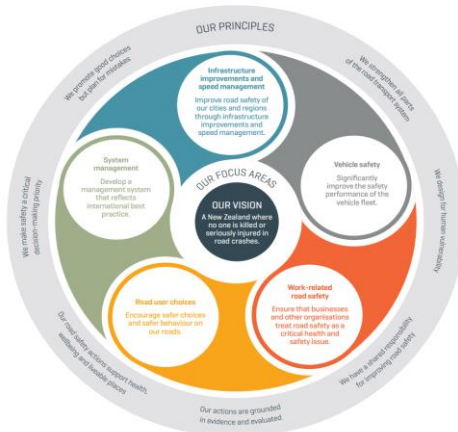 OUR PRINCIPLES
We promote good choices
but plan for mistakes
We strengthen all parts
of the road transport system
We design for human vulnerability
We have a shared responsibility
for improving road safety
Our actions are grounded
in evidence and evaluated
Our road safety actions support health,
wellbeing and liveable places
We make safety a critical
decision-making priority
Infrastructure
improvements and
speed management
Improve road safety of
our cities and regions
through infrastructure
improvements and
speed management.
Vehicle safety
Significantly
improve the safety
performance of the
vehicle fleet.
Work-related
road safety
Ensure that businesses
and other organisations
treat road safety as a
critical health and
safety issue.
Road user choices
Encourage safer choices
and safer behaviour on
our roads.
System
management
Develop a
management system
that reflects
international best
practice.
OUR FOCUS AREAS
OUR VISION
A New Zealand where
no one is killed or
seriously injured in
road crashes.